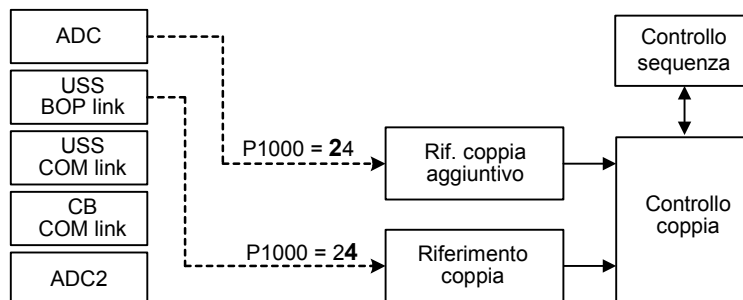 ADC
USS
BOP link
USS
COM link
CB
COM link
ADC2
P1000 = 24
P1000 = 24
Rif. coppia
aggiuntivo
Riferimento
coppia
Controllo
sequenza
Controllo
coppia